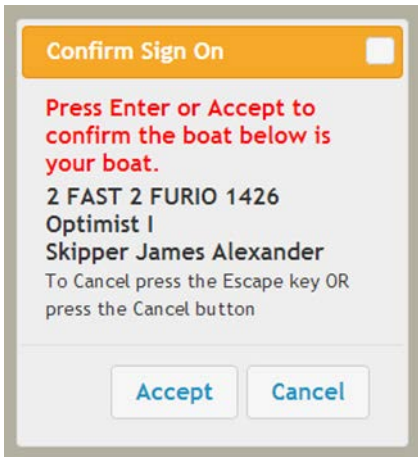 Confirm Sign On
Press Enter or Accept to
confirm the boat below is
your boat.
2 FAST 2 FURIO 1426
Optimist I
Skipper James Alexander
To Cancel press the Escape key OR
press the Cancel button
Accept Cancel